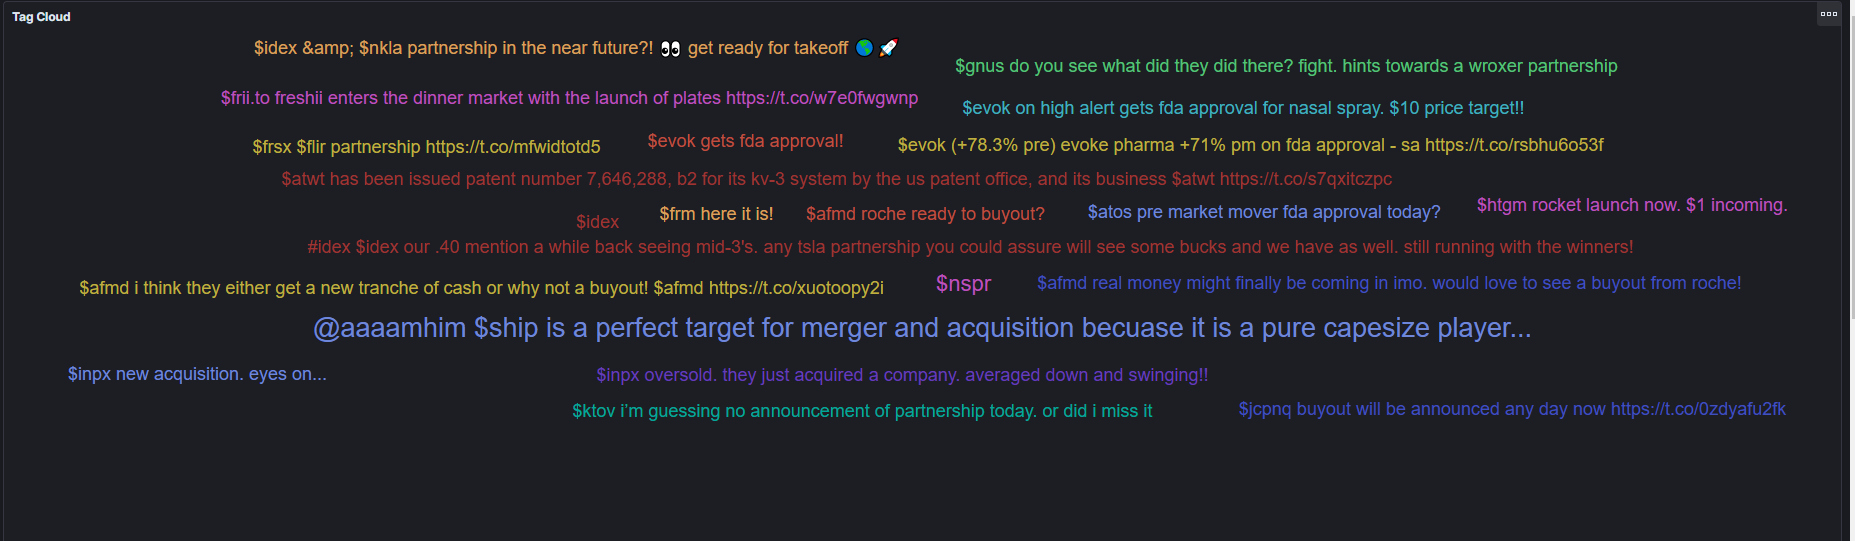 Tag Cloud
$idex &amp; $nkla partnership in the near future?! 👀 get ready for takeoff 🌎 🚀
$gnus do you see what did they did there? fight. hints towards a wroxer partnership
$frii.to freshii enters the dinner market with the launch of plates https://t.co/w7e0fwgwnp
$evok on high alert gets fda approval for nasal spray. $10 price target!!
$frsx $flir partnership https://t.co/mfwidtotd5
$evok gets fda approval!
$evok (+78.3% pre) evoke pharma +71% pm on fda approval - sa https://t.co/rsbhu6o53f
$atwt has been issued patent number 7,646,288, b2 for its kv-3 system by the us patent office, and its business $atwt https://t.co/s7qxitczpc
$idex
$frm here it is!
$afmd roche ready to buyout?
$atos pre market mover fda approval today?
$htgm rocket launch now. $1 incoming.
#idex $idex our .40 mention a while back seeing mid-3's. any tsla partnership you could assure will see some bucks and we have as well. still running with the winners!
$afmd i think they either get a new tranche of cash or why not a buyout! $afmd https://t.co/xuotoopy2i
$nspr
$afmd real money might finally be coming in imo. would love to see a buyout from roche!
@aaaamhim $ship is a perfect target for merger and acquisition becuase it is a pure capesize player...
$inpx new acquisition. eyes on...
$inpx oversold. they just acquired a company. averaged down and swinging!!
$ktov i’m guessing no announcement of partnership today. or did i miss it
$jcpnq buyout will be announced any day now https://t.co/0zdyafu2fk